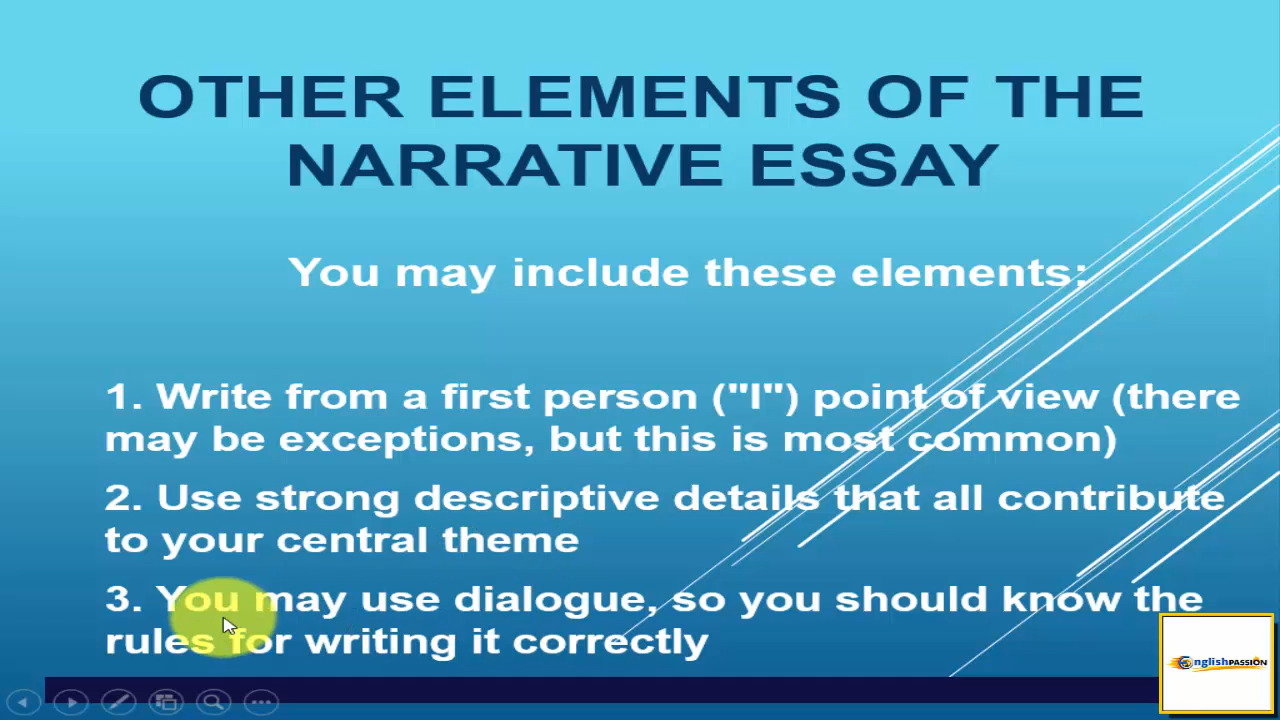 OTHER ELEMENTS OF THE
NARRATIVE ESSAY
You may include these elements:
1. Write from a first person ("I") point of view (there
may be exceptions, but this is most common)
2. Use strong descriptive details that all contribute
to your central theme
3. You may use dialogue, so you should know the
rules for writing it correctly
EnglishPASSION